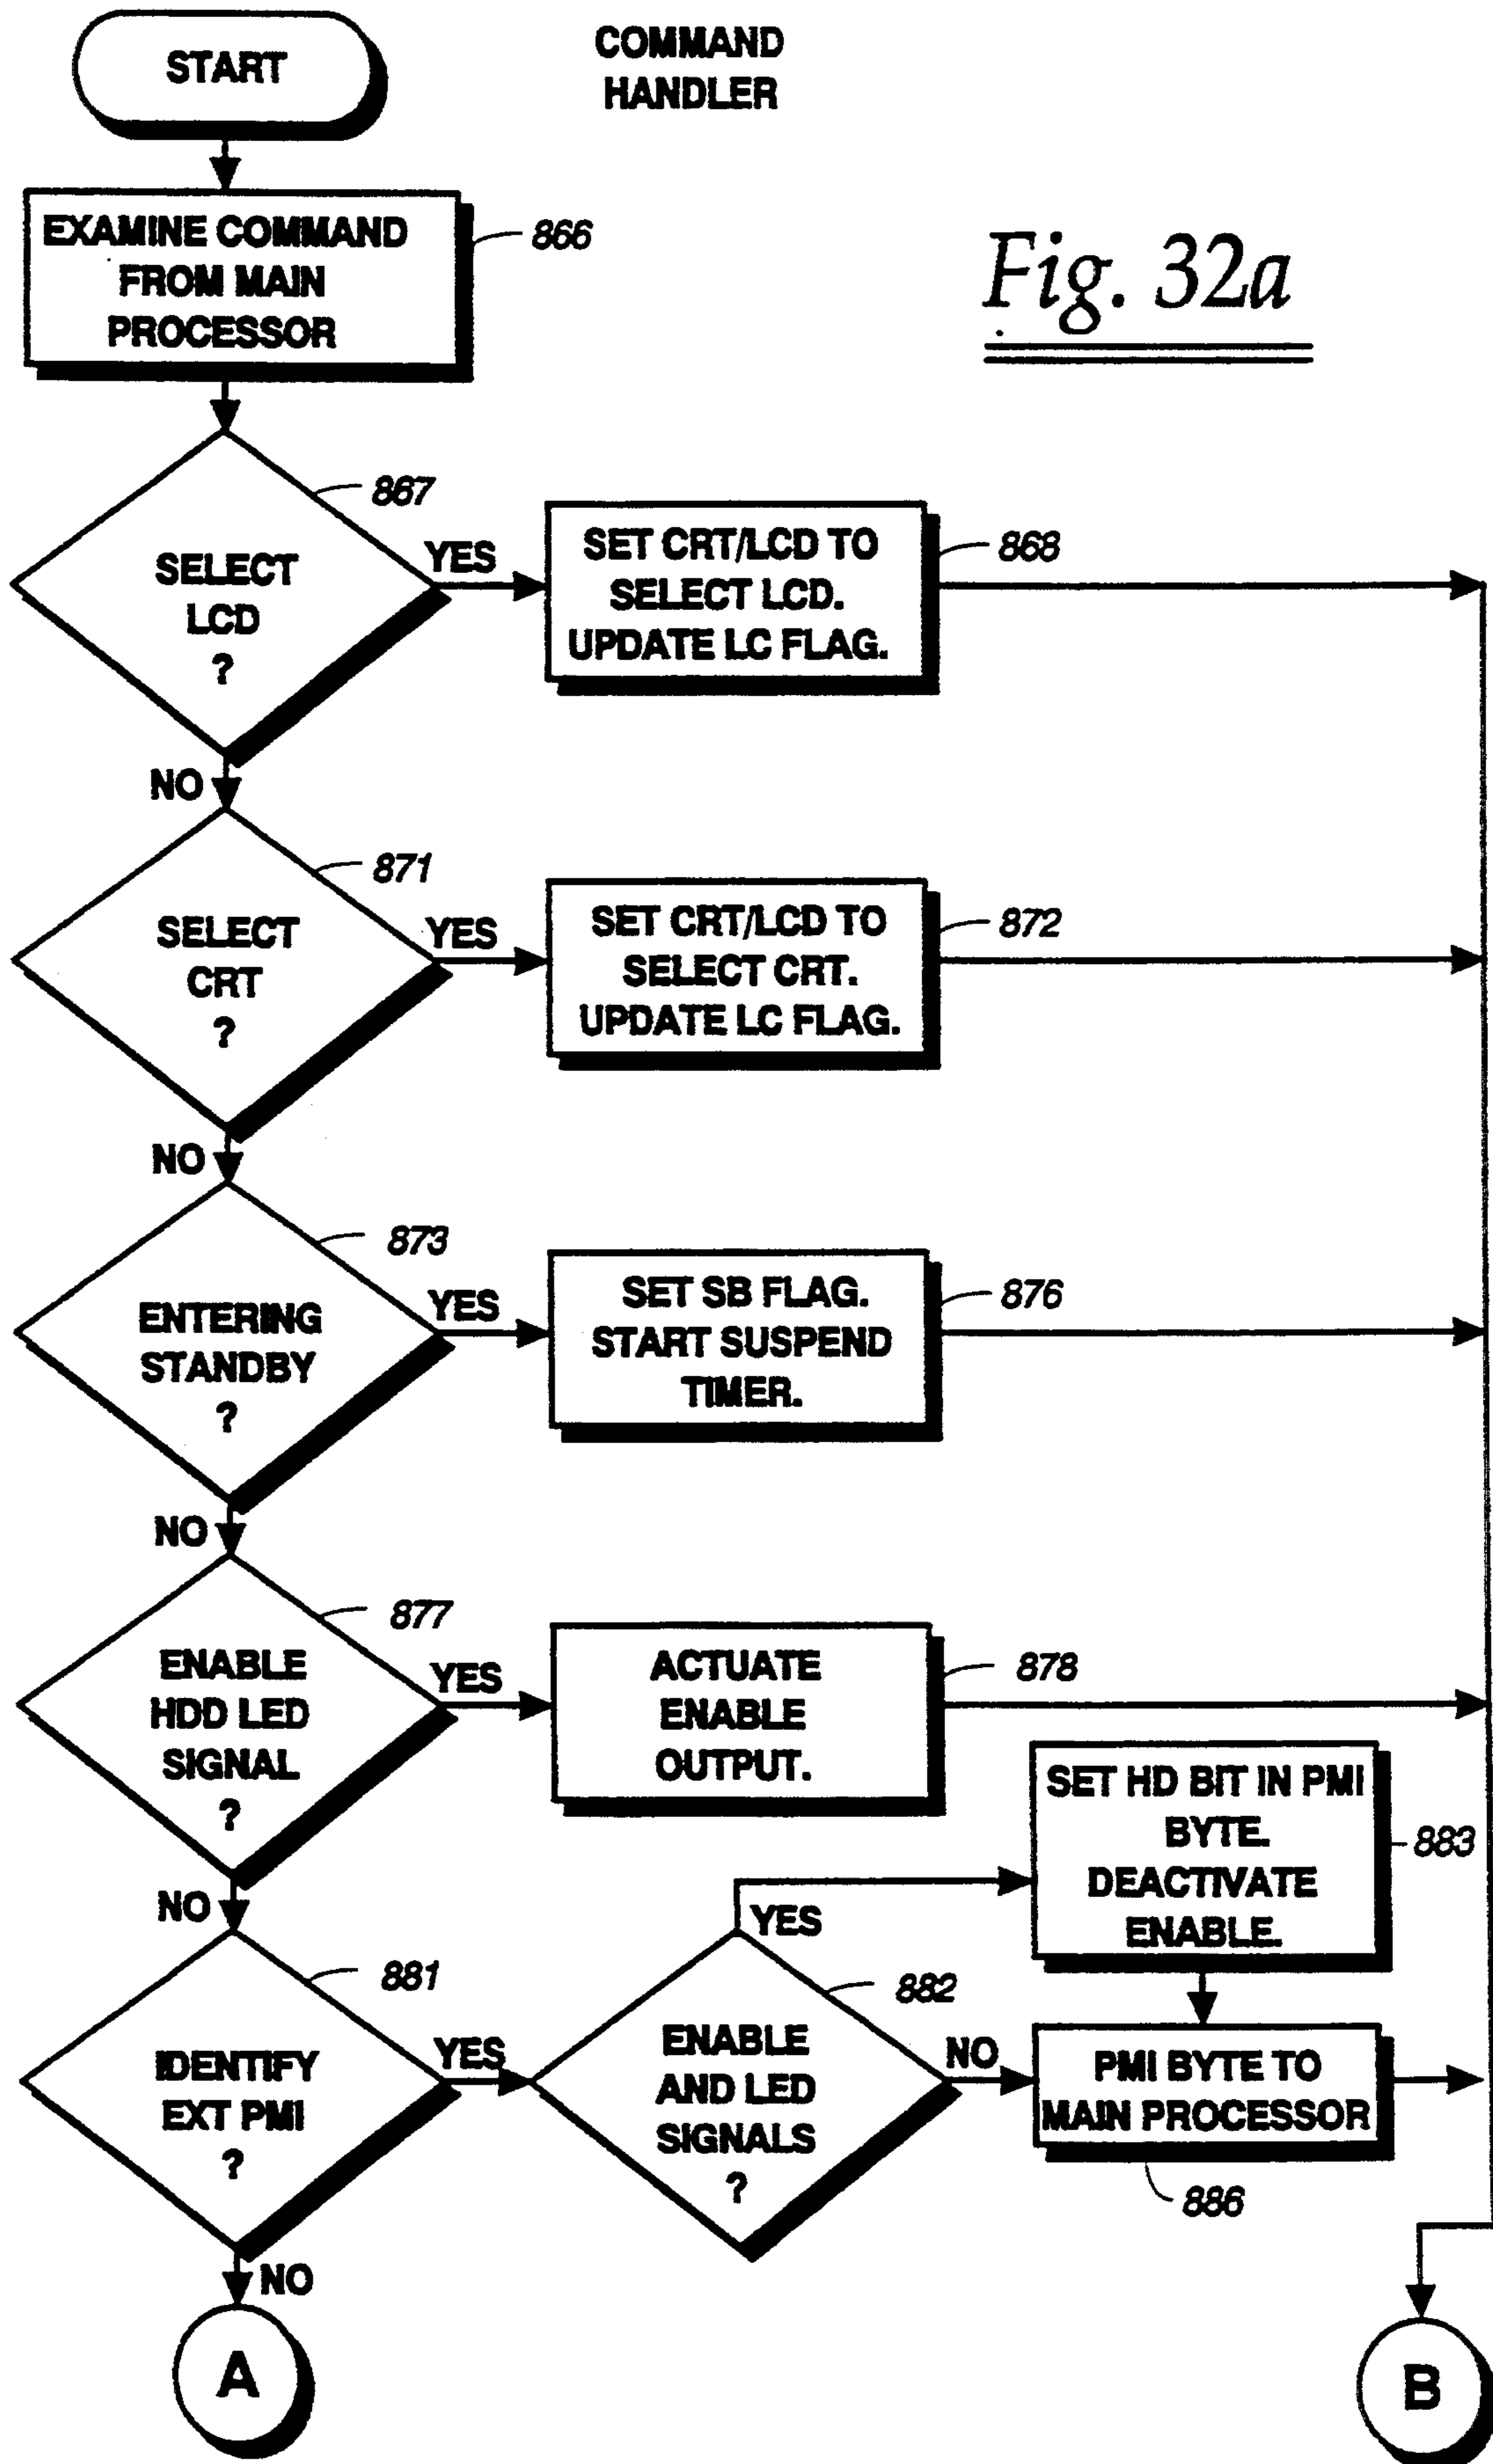 START
COMMAND
HANDLER
EXAMINE COMMAND
FROM MAIN
PROCESSOR
866
Fig. 32a
867
SELECT
LCD
?
YES
SET CRT/LCD TO
SELECT LCD.
UPDATE LC FLAG.
868
NO
871
SELECT
CRT
?
YES
SET CRT/LCD TO
SELECT CRT.
UPDATE LC FLAG.
872
NO
873
ENTERING
STANDBY
?
YES
SET SB FLAG.
START SUSPEND
TIMER.
876
NO
877
ENABLE
HDD LED
SIGNAL
?
YES
ACTUATE
ENABLE
OUTPUT.
878
SET HD BIT IN PMI
BYTE.
DEACTIVATE
ENABLE.
883
NO
881
IDENTIFY
EXT PMI
?
YES
YES
882
ENABLE
AND LED
SIGNALS
?
NO
PMI BYTE TO
MAIN PROCESSOR
886
NO
A
B